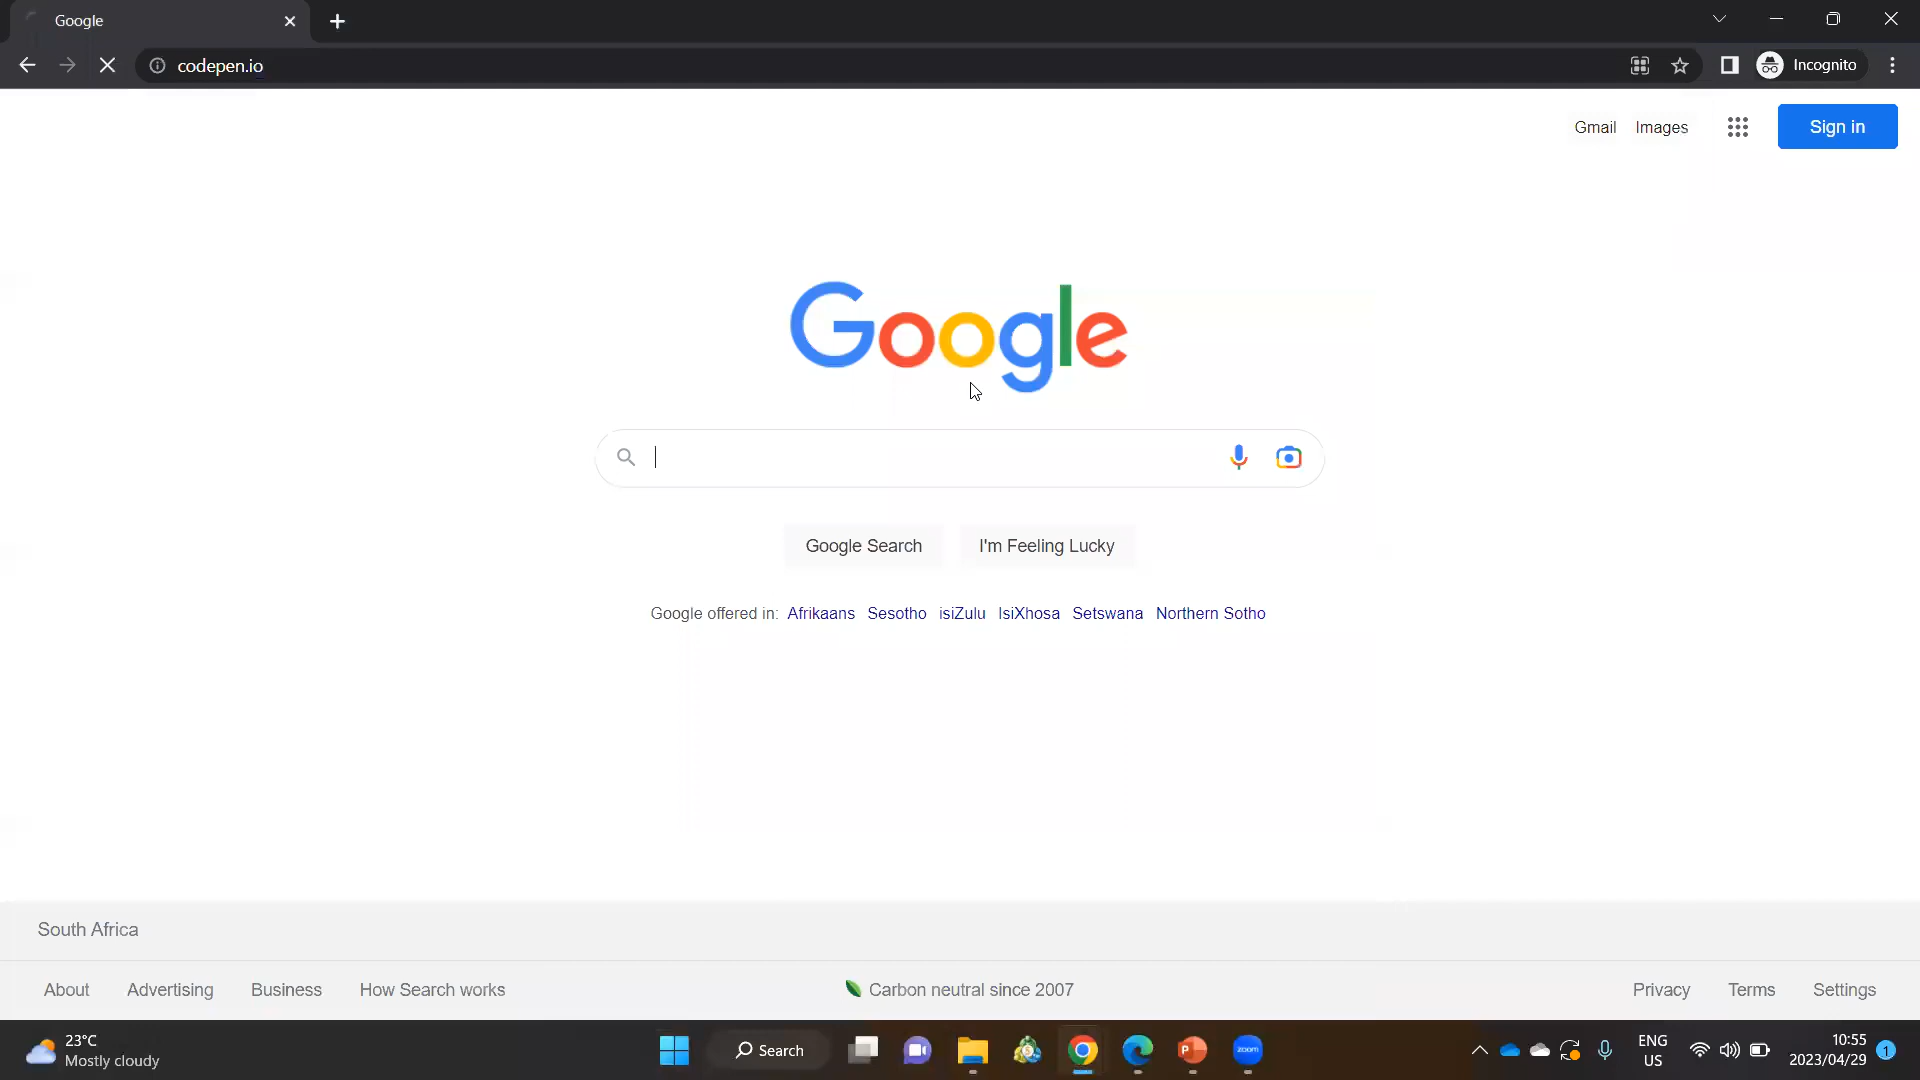 Google
codepen.io
Incognito
Gmail Images
Sign in
Google
Google Search I'm Feeling Lucky
Google offered in: Afrikaans Sesotho isiZulu IsiXhosa Setswana Northern Sotho
South Africa
About Advertising Business How Search works
Carbon neutral since 2007
Privacy Terms Settings
23°C
Mostly cloudy
Search
P
zoom
ENG
US
10:55
2023/04/29
1